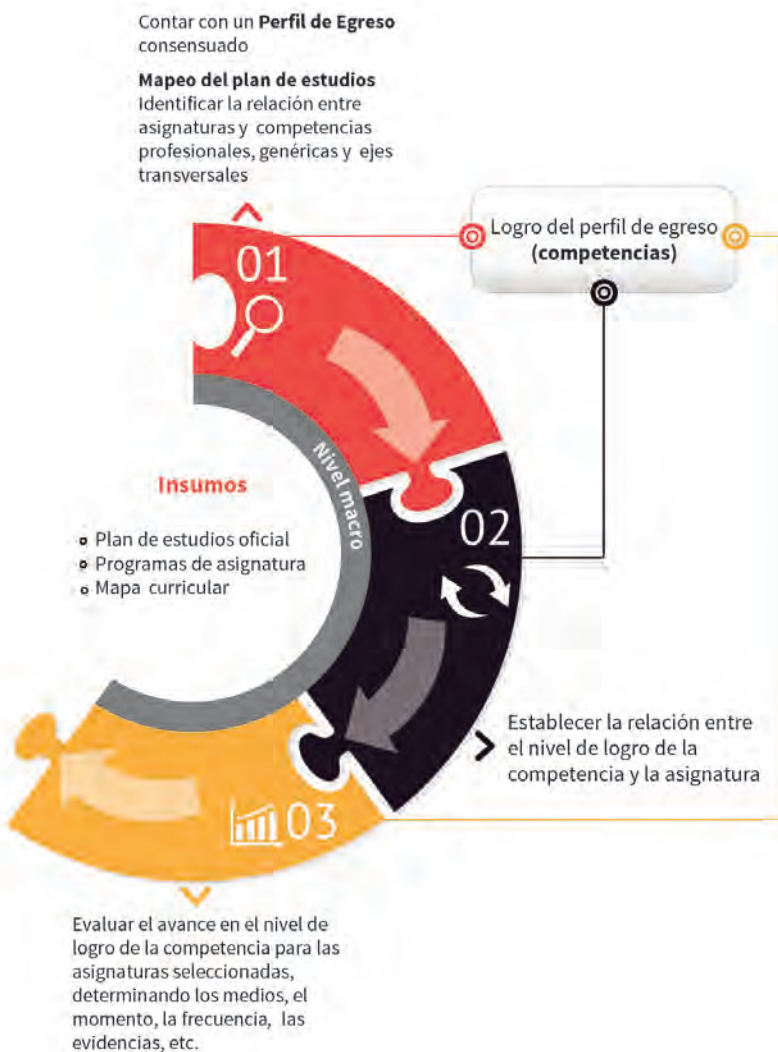 Contar con un Perfil de Egreso
consensuado
Mapeo del plan de estudios
Identificar la relación entre
asignaturas y competencias
profesionales, genéricas y ejes
transversales
Logro del perfil de egreso
(competencias)
01
Nivel macro
Insumos
Plan de estudios oficial
Programas de asignatura
Mapa curricular
02
Establecer la relación entre
el nivel de logro de la
competencia y la asignatura
03
Evaluar el avance en el nivel de
logro de la competencia para las
asignaturas seleccionadas,
determinando los medios, el
momento, la frecuencia, las
evidencias, etc.